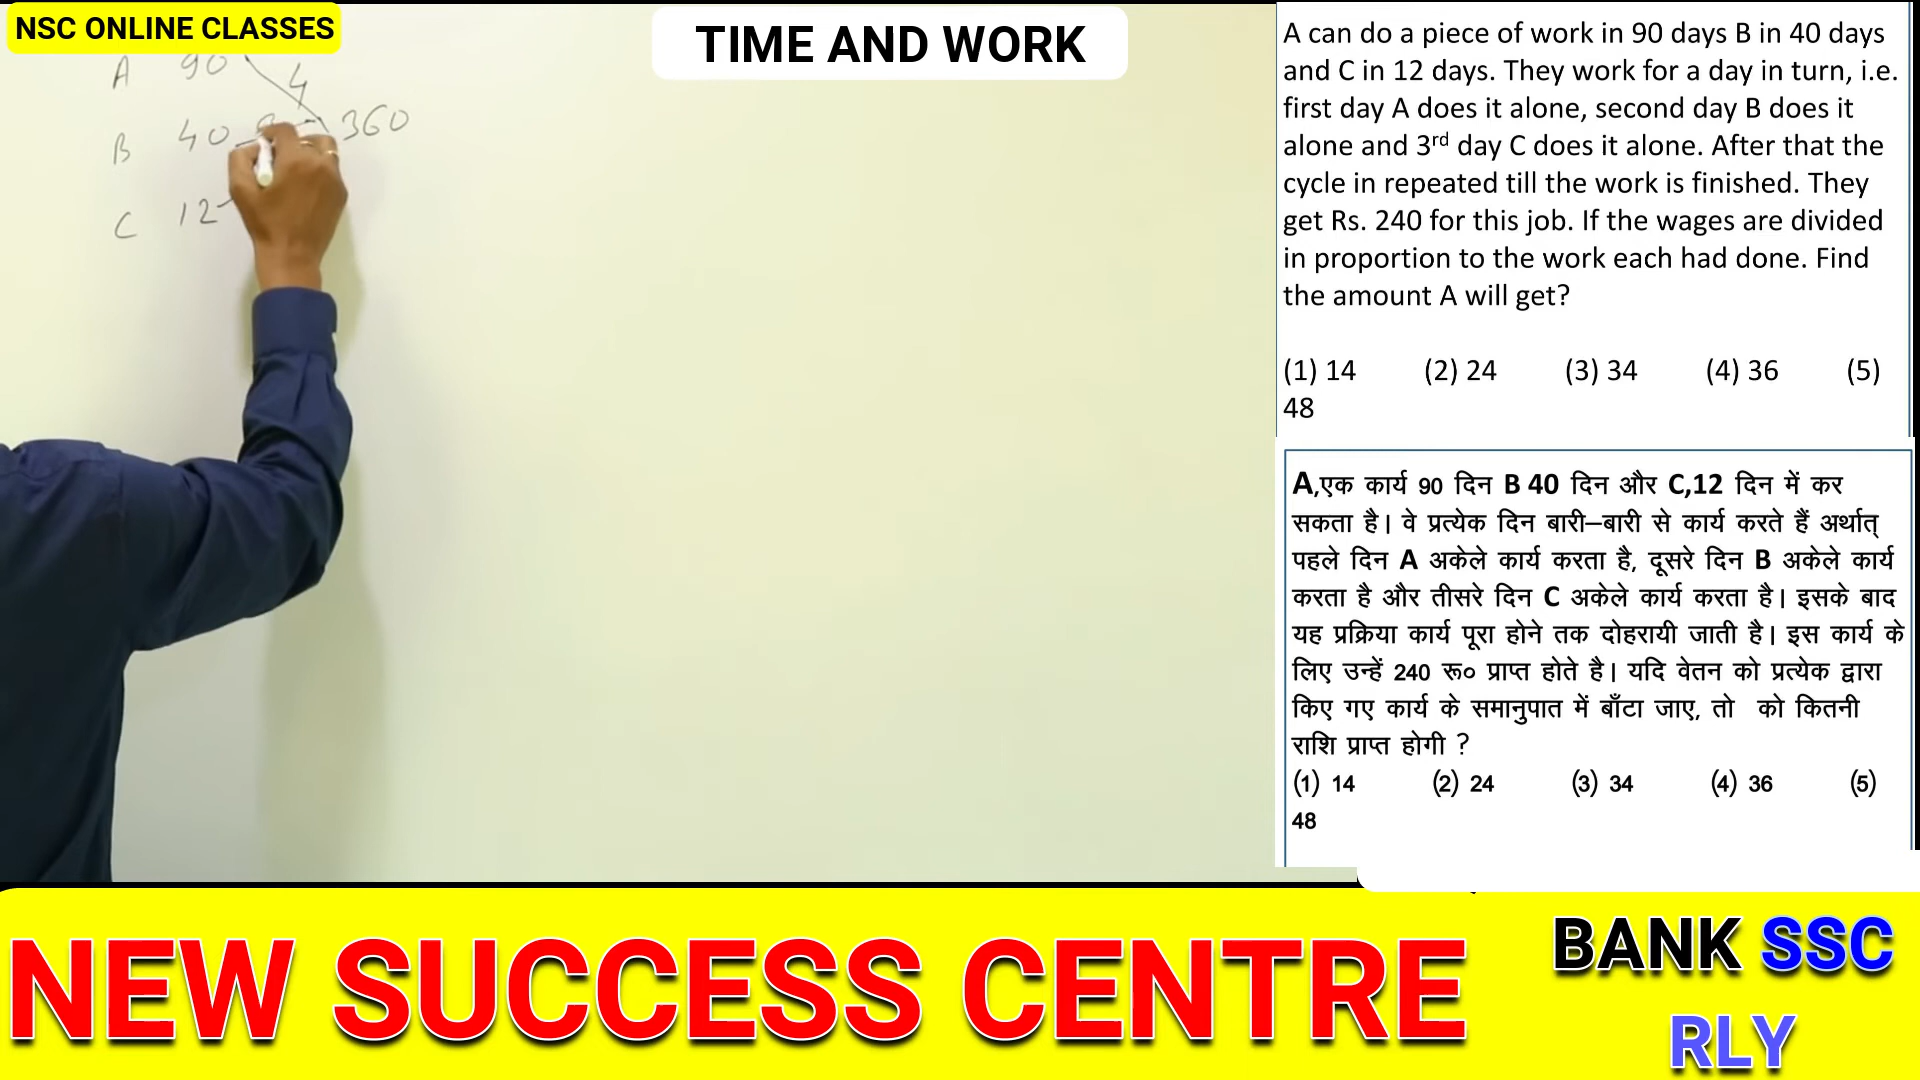 NSC ONLINE CLASSES
TIME AND WORK
A 90
4
B 40 360
C 12
A can do a piece of work in 90 days B in 40 days
and C in 12 days. They work for a day in turn, i.e.
first day A does it alone, second day B does it
alone and 3rd day C does it alone. After that the
cycle in repeated till the work is finished. They
get Rs. 240 for this job. If the wages are divided
in proportion to the work each had done. Find
the amount A will get?
(1) 14 (2) 24 (3) 34 (4) 36 (5)
48
A,एक कार्य 90 दिन B 40 दिन और C,12 दिन में कर
सकता है। वे प्रत्येक दिन बारी–बारी से कार्य करते हैं अर्थात्
पहले दिन A अकेले कार्य करता है, दूसरे दिन B अकेले कार्य
करता है और तीसरे दिन C अकेले कार्य करता है। इसके बाद
यह प्रक्रिया कार्य पूरा होने तक दोहरायी जाती है। इस कार्य के
लिए उन्हें 240 रू० प्राप्त होते है। यदि वेतन को प्रत्येक द्वारा
किए गए कार्य के समानुपात में बाँटा जाए, तो को कितनी
राशि प्राप्त होगी ?
(1) 14 (2) 24 (3) 34 (4) 36 (5)
48
NEW SUCCESS CENTRE
BANK SSC
RLY